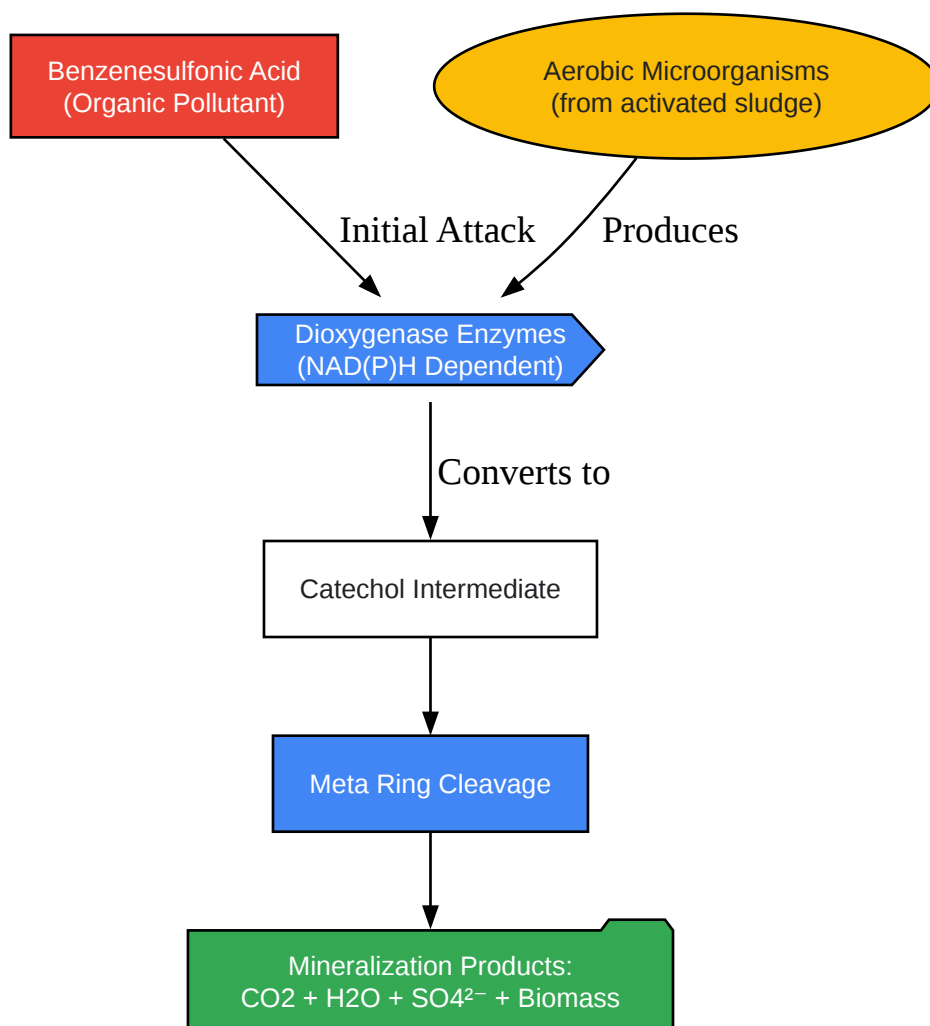 Benzenesulfonic Acid
(Organic Pollutant)
Aerobic Microorganisms
(from activated sludge)
Initial Attack
Produces
Dioxygenase Enzymes
(NAD(P)H Dependent)
Converts to
Catechol Intermediate
Meta Ring Cleavage
Mineralization Products:
CO2 + H2O + SO4²⁻ + Biomass